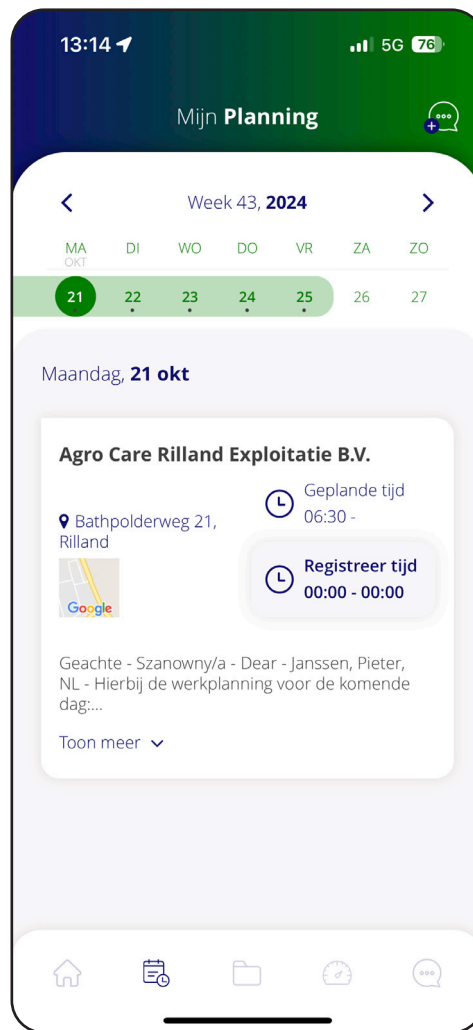 13:14
5G 76
Mijn Planning
Week 43, 2024
MA DI WO DO VR ZA ZO
OKT
21 22 23 24 25 26 27
Maandag, 21 okt
Agro Care Rilland Exploitatie B.V.
Bathpolderweg 21,
Rilland
Google
Geplande tijd
06:30 -
Registreer tijd
00:00 - 00:00
Geachte - Szanowny/a - Dear - Janssen, Pieter,
NL - Hierbij de werkplanning voor de komende
dag:...
Toon meer